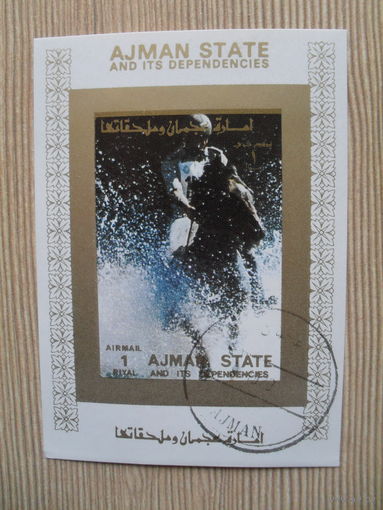 AJMAN STATE
AND ITS DEPENDENCIES
امارة عجمان وملحقاتها
AIRMAIL
1
RIYAL
AJMAN STATE
AND ITS DEPENDENCIES
AJMAN
امارة عجمان وملحقاتها